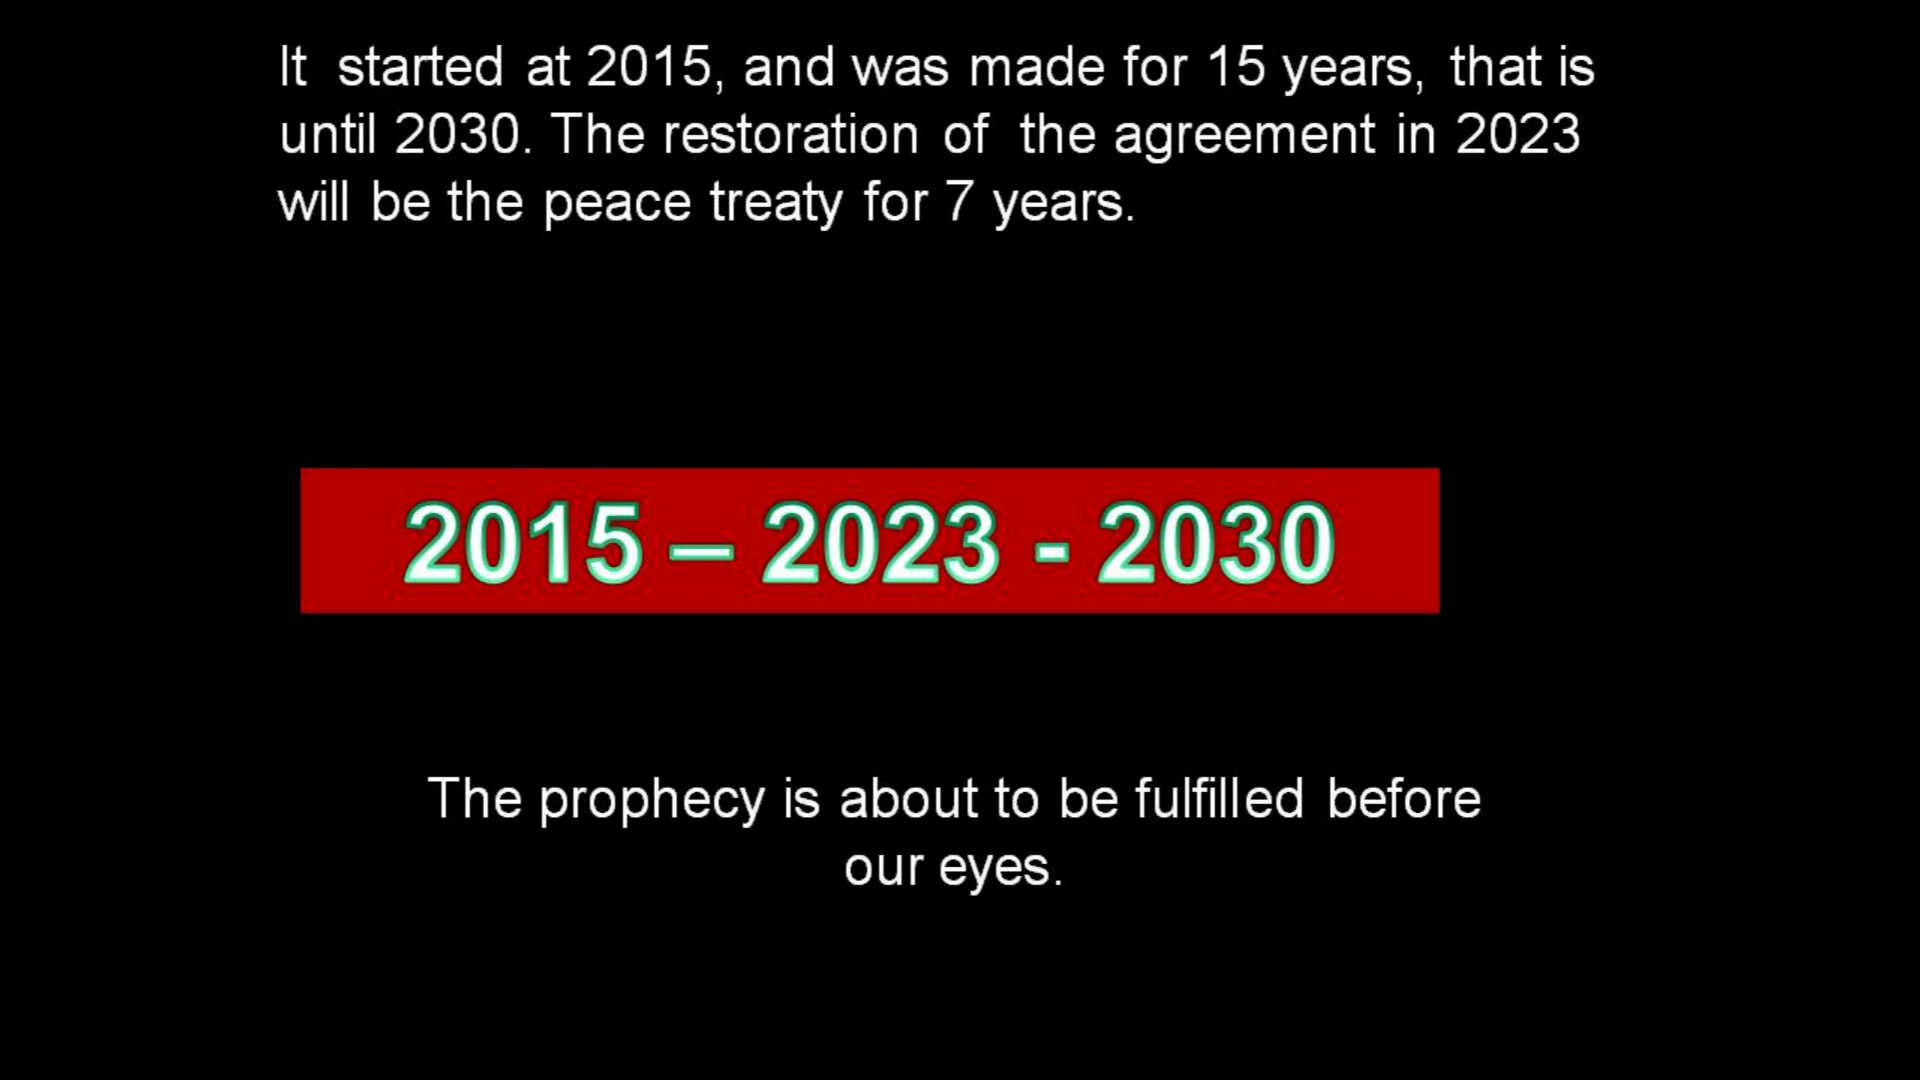 It started at 2015, and was made for 15 years, that is
until 2030. The restoration of the agreement in 2023
will be the peace treaty for 7 years.
2015 – 2023 - 2030
The prophecy is about to be fulfilled before
our eyes.